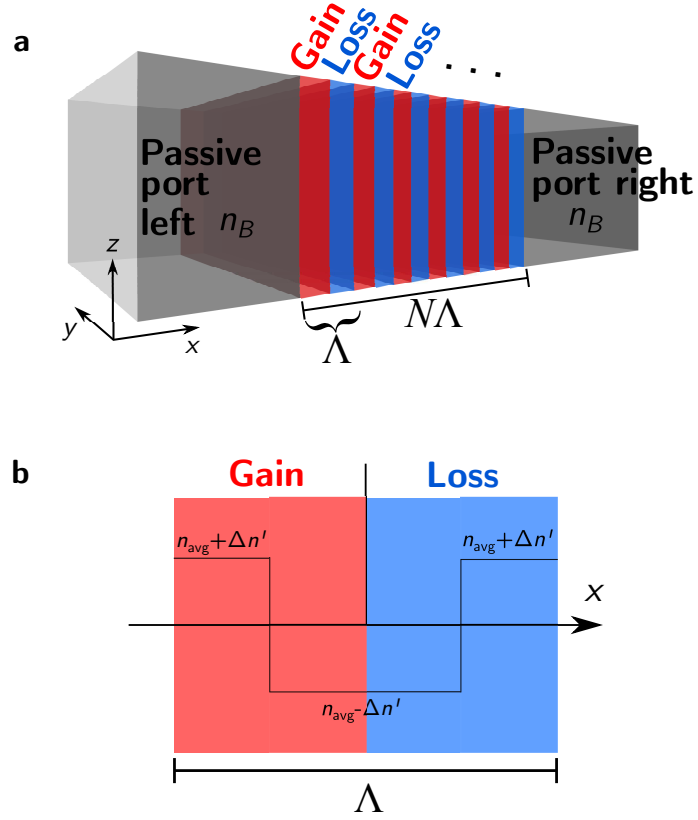 a
Gain Loss Gain Loss . . .
Passive
port
left n_B
Passive
port right
n_B
z
y
x
Λ
NΛ
b
Gain Loss
n_avg+Δn' n_avg+Δn'
x
n_avg-Δn'
Λ